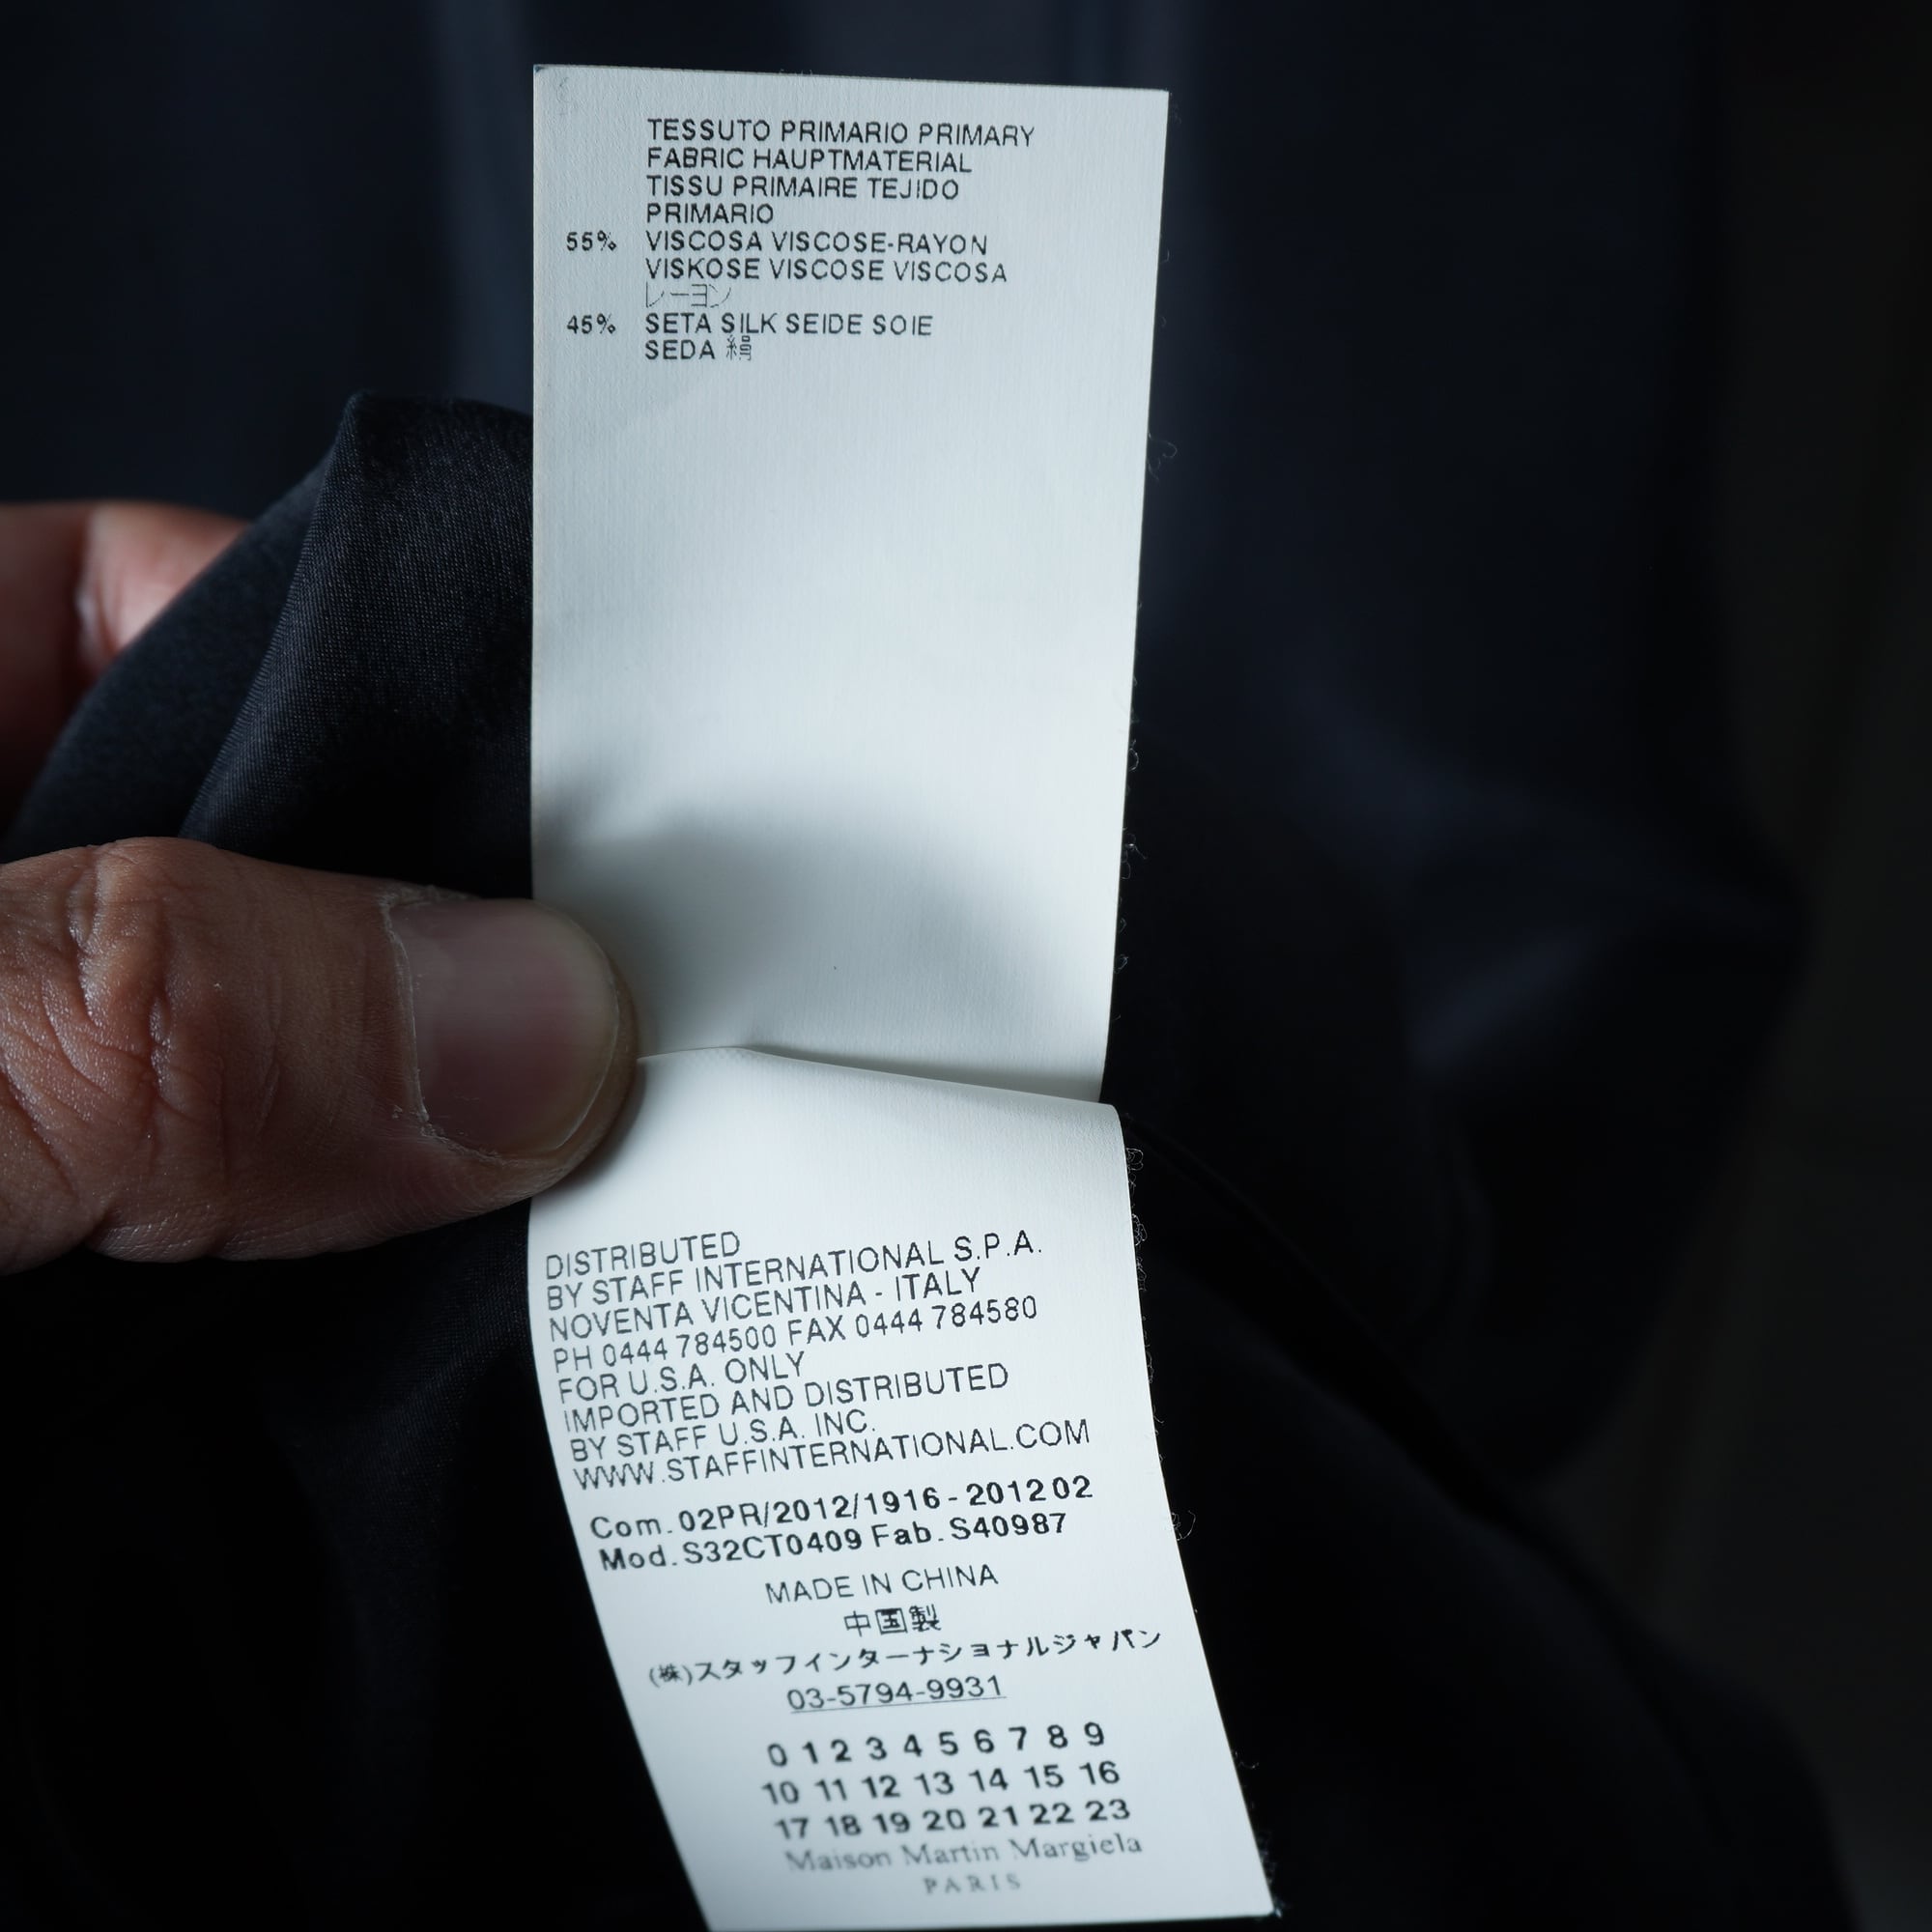 TESSUTO PRIMARIO PRIMARY
FABRIC HAUPTMATERIAL
TISSU PRIMAIRE TEJIDO
PRIMARIO
55% VISCOSA VISCOSE-RAYON
VISKOSE VISCOSE VISCOSA
レーヨン
45% SETA SILK SEIDE SOIE
SEDA 絹
DISTRIBUTED
BY STAFF INTERNATIONAL S.P.A.
NOVENTA VICENTINA - ITALY
PH 0444 784500 FAX 0444 784580
FOR U.S.A. ONLY
IMPORTED AND DISTRIBUTED
BY STAFF U.S.A. INC.
WWW.STAFFINTERNATIONAL.COM
Com. 02PR/2012/1916 - 2012 02
Mod. S32CT0409 Fab. S40987
MADE IN CHINA
中国製
(株)スタッフインターナショナルジャパン
03-5794-9931
0 1 2 3 4 5 6 7 8 9
10 11 12 13 14 15 16
17 18 19 20 21 22 23
Maison Martin Margiela
PARIS